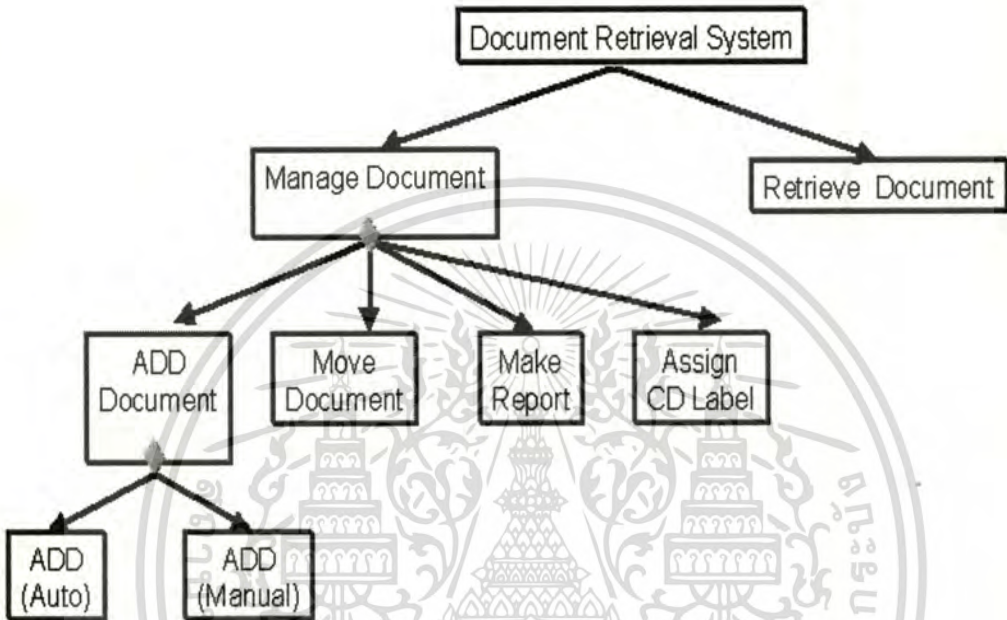 Document Retrieval System
Manage Document
Retrieve Document
ADD
Document
Move
Document
Make
Report
Assign
CD Label
ADD
(Auto)
ADD
(Manual)